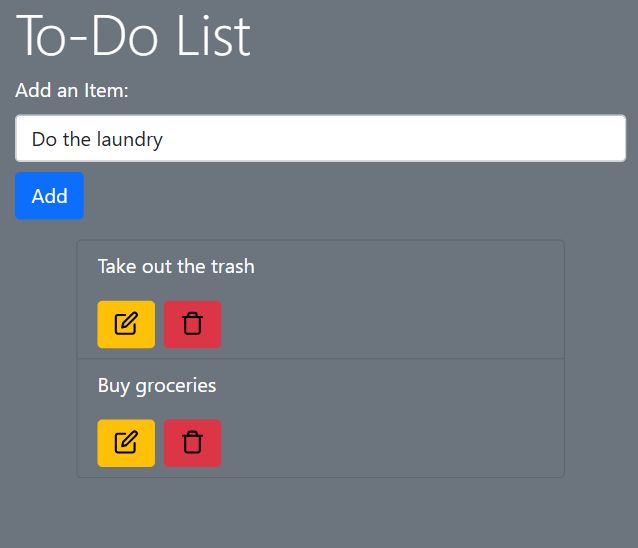 To-Do List
Add an Item:
Do the laundry
Add
Take out the trash
Buy groceries